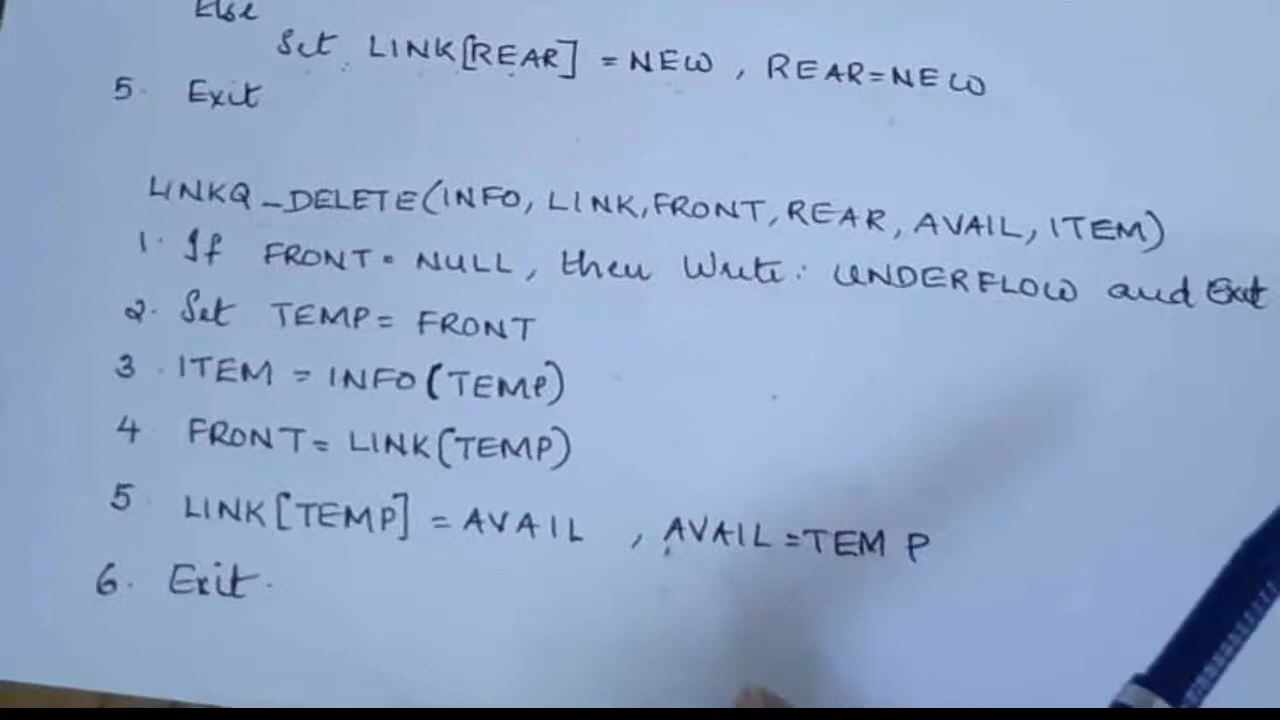 Else
Set LINK[REAR] = NEW, REAR=NEW
5. Exit
LINKQ_DELETE(INFO, LINK, FRONT, REAR, AVAIL, ITEM)
1. If FRONT = NULL, then Write: UNDERFLOW and Exit
2. Set TEMP = FRONT
3. ITEM = INFO(TEMP)
4 FRONT = LINK(TEMP)
5. LINK[TEMP] = AVAIL, AVAIL = TEMP
6. Exit.